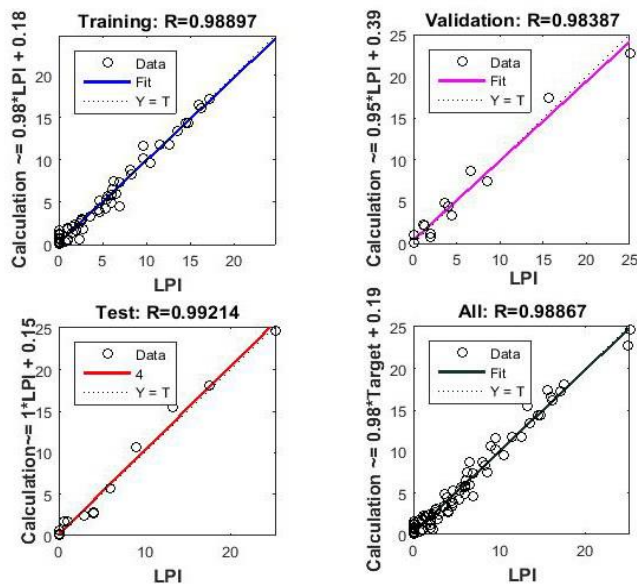 Training: R=0.98897
Calculation ~= 0.98*LPI + 0.18
Data
Fit
Y = T
20
15
10
5
0
0
10
20
LPI
Validation: R=0.98387
Calculation ~= 0.95*LPI + 0.39
Data
Fit
Y = T
25
20
15
10
5
0
0
5
10
15
20
25
LPI
Test: R=0.99214
Calculation~= 1*LPI + 0.15
Data
4
Y = T
25
20
15
10
5
0
0
10
20
LPI
All: R=0.98867
Calculation ~= 0.98*Target + 0.19
Data
Fit
Y = T
25
20
15
10
5
0
0
10
20
LPI